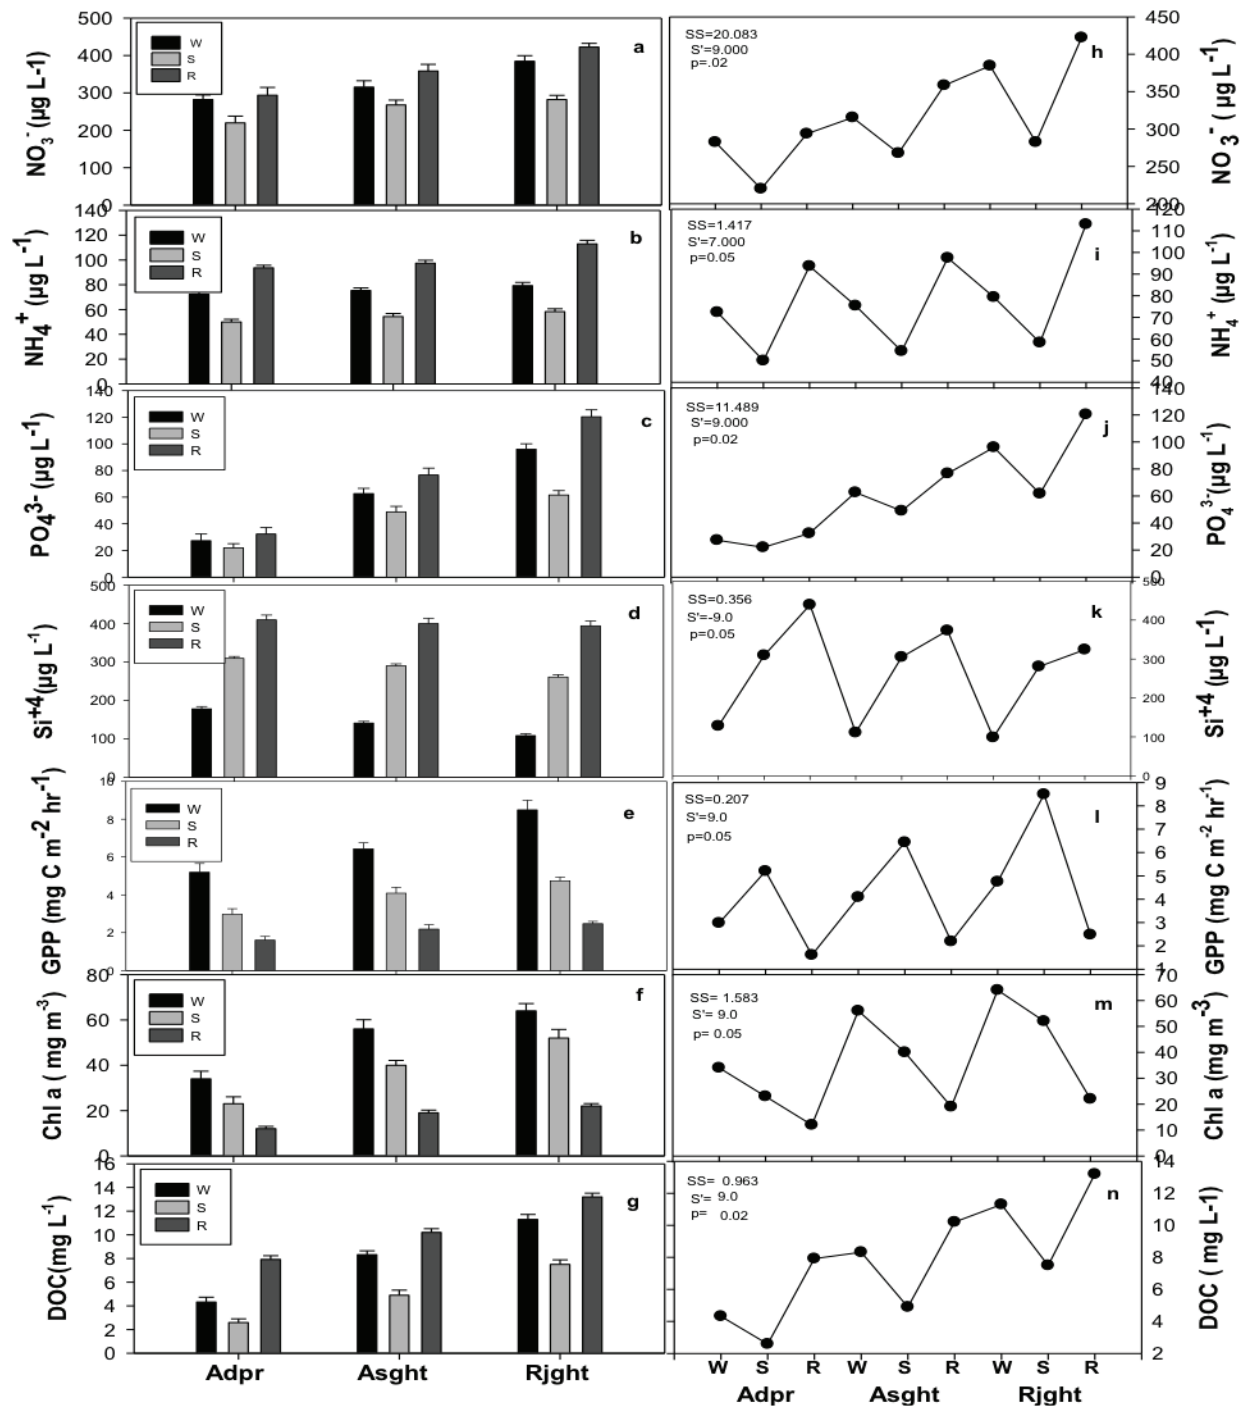 500
400
300
200
100
0
NO3- (µg L-1)
W
S
R
a
SS=20.083
S'=9.000
p=.02
h
450
400
350
300
250
200
NO3- (µg L-1)
140
120
100
80
60
40
20
0
NH4+ (µg L-1)
W
S
R
b
SS=1.417
S'=7.000
p=0.05
i
120
100
90
80
70
60
50
40
NH4+ (µg L-1)
140
120
100
80
60
40
20
0
PO43- (µg L-1)
W
S
R
c
SS=11.489
S'=9.000
p=0.02
j
140
120
100
80
60
40
20
0
PO43-(µg L-1)
500
400
300
200
100
0
Si+4(µg L-1)
W
S
R
d
SS=0.356
S'=-9.0
p=0.05
k
500
400
300
200
100
0
Si+4 (µg L-1)
8
6
4
2
0
GPP (mg C m-2 hr-1)
W
S
R
e
SS=0.207
S'=9.0
p=0.05
l
9
8
7
6
5
4
3
2
1
GPP (mg C m-2 hr-1)
80
60
40
20
0
Chl a ( mg m-3)
W
S
R
f
SS= 1.583
S'= 9.0
p= 0.05
m
70
60
50
40
30
20
10
0
Chl a (mg m-3)
16
14
12
10
8
6
4
2
0
DOC(mg L-1)
W
S
R
g
SS= 0.963
S'= 9.0
p= 0.02
n
14
12
10
8
6
4
2
DOC ( mg L-1)
Adpr Asght Rjght
W S R W S R W S R
Adpr Asght Rjght